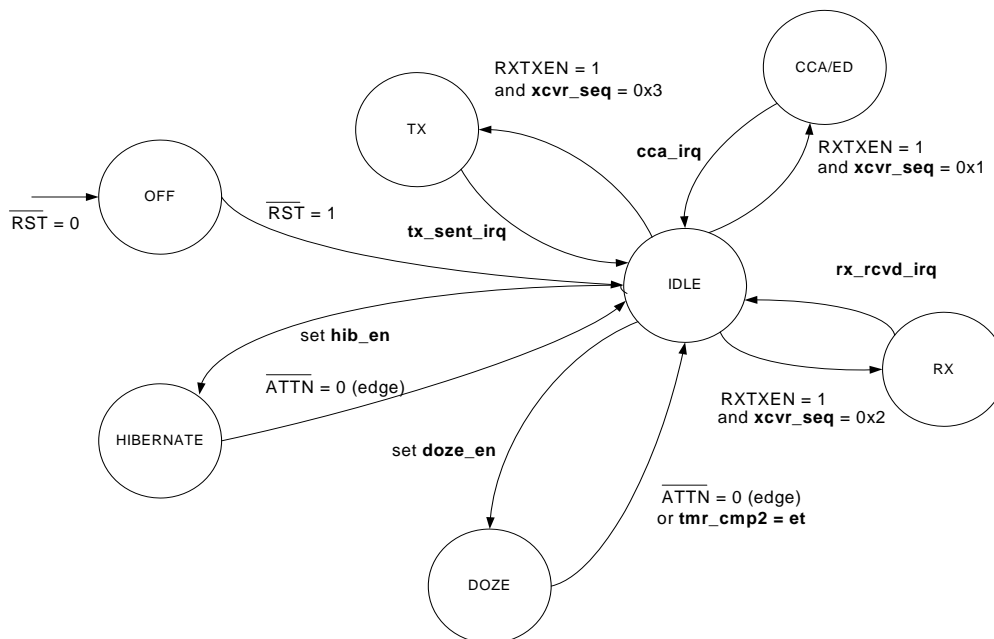 CCA/ED
RXTXEN = 1
and xcvr_seq = 0x3
TX
cca_irq
RXTXEN = 1
and xcvr_seq = 0x1
OFF
RST = 0
RST = 1
tx_sent_irq
IDLE
rx_rcvd_irq
set hib_en
ATTN = 0 (edge)
RX
RXTXEN = 1
and xcvr_seq = 0x2
HIBERNATE
set doze_en
ATTN = 0 (edge)
or tmr_cmp2 = et
DOZE